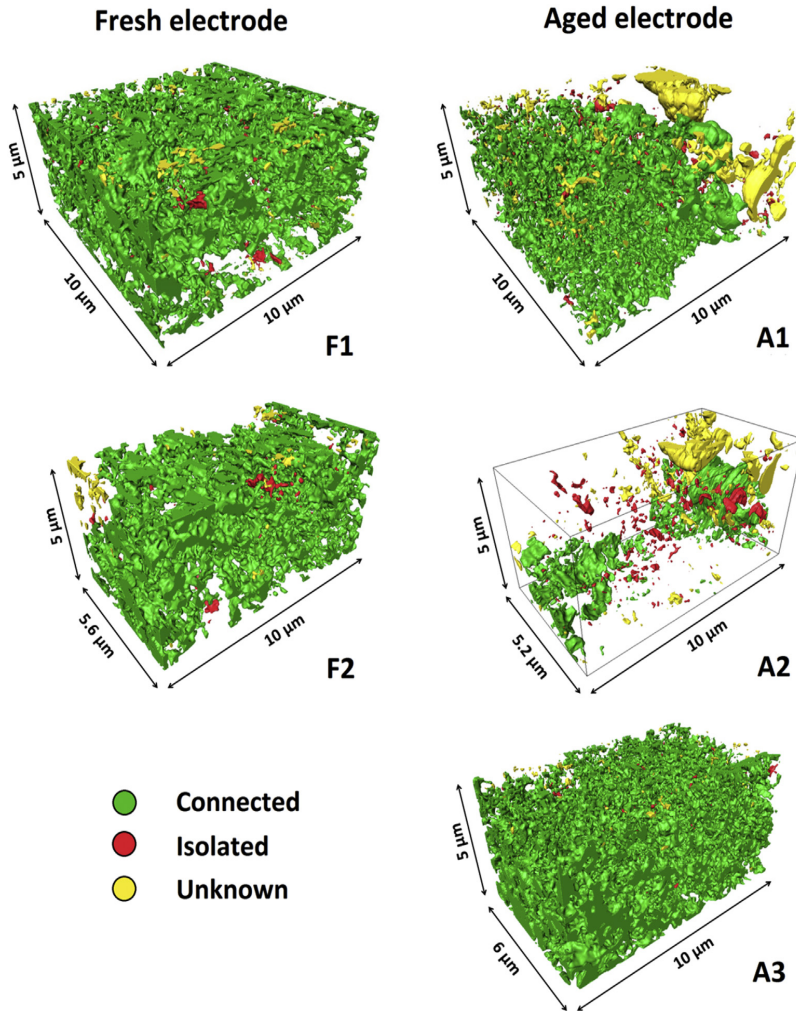 Fresh electrode
Aged electrode
5 µm
10 µm
10 µm
F1
5 µm
10 µm
10 µm
A1
5 µm
5.6 µm
10 µm
F2
5 µm
5.2 µm
10 µm
A2
Connected
Isolated
Unknown
5 µm
6 µm
10 µm
A3